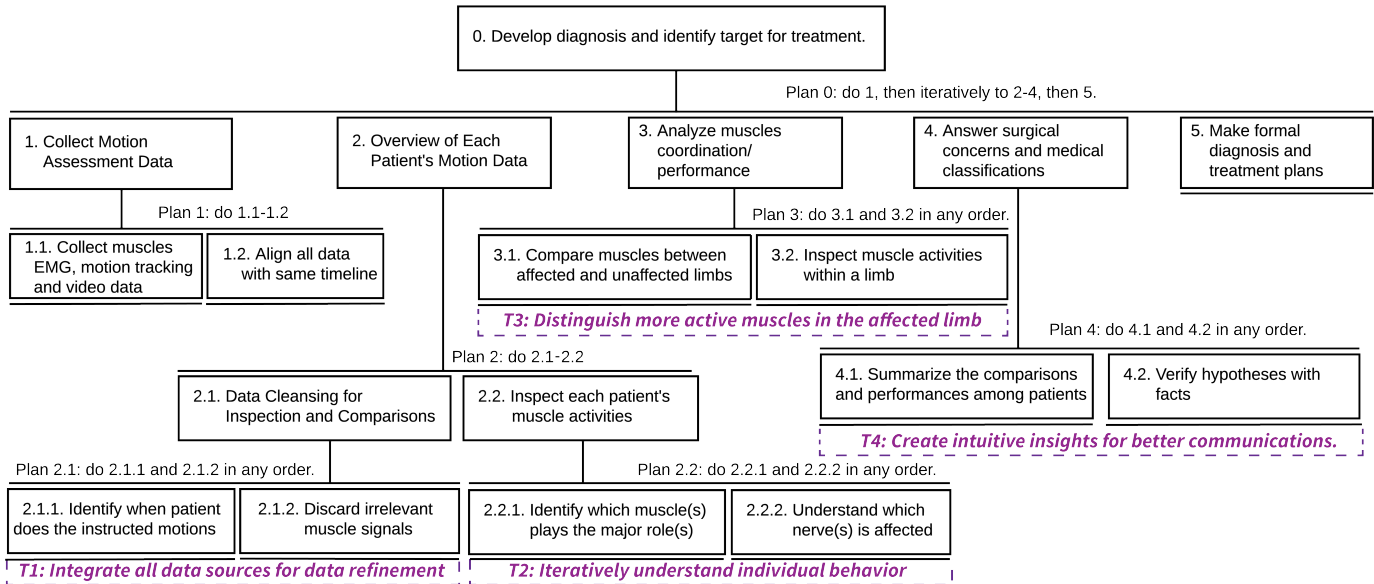 0. Develop diagnosis and identify target for treatment.
Plan 0: do 1, then iteratively to 2-4, then 5.
1. Collect Motion
Assessment Data
2. Overview of Each
Patient's Motion Data
3. Analyze muscles
coordination/
performance
4. Answer surgical
concerns and medical
classifications
5. Make formal
diagnosis and
treatment plans
Plan 1: do 1.1-1.2
1.1. Collect muscles
EMG, motion tracking
and video data
1.2. Align all data
with same timeline
Plan 3: do 3.1 and 3.2 in any order.
3.1. Compare muscles between
affected and unaffected limbs
3.2. Inspect muscle activities
within a limb
T3: Distinguish more active muscles in the affected limb
Plan 4: do 4.1 and 4.2 in any order.
4.1. Summarize the comparisons
and performances among patients
4.2. Verify hypotheses with
facts
T4: Create intuitive insights for better communications.
Plan 2: do 2.1-2.2
2.1. Data Cleansing for
Inspection and Comparisons
2.2. Inspect each patient's
muscle activities
Plan 2.1: do 2.1.1 and 2.1.2 in any order.
2.1.1. Identify when patient
does the instructed motions
2.1.2. Discard irrelevant
muscle signals
T1: Integrate all data sources for data refinement
Plan 2.2: do 2.2.1 and 2.2.2 in any order.
2.2.1. Identify which muscle(s)
plays the major role(s)
2.2.2. Understand which
nerve(s) is affected
T2: Iteratively understand individual behavior